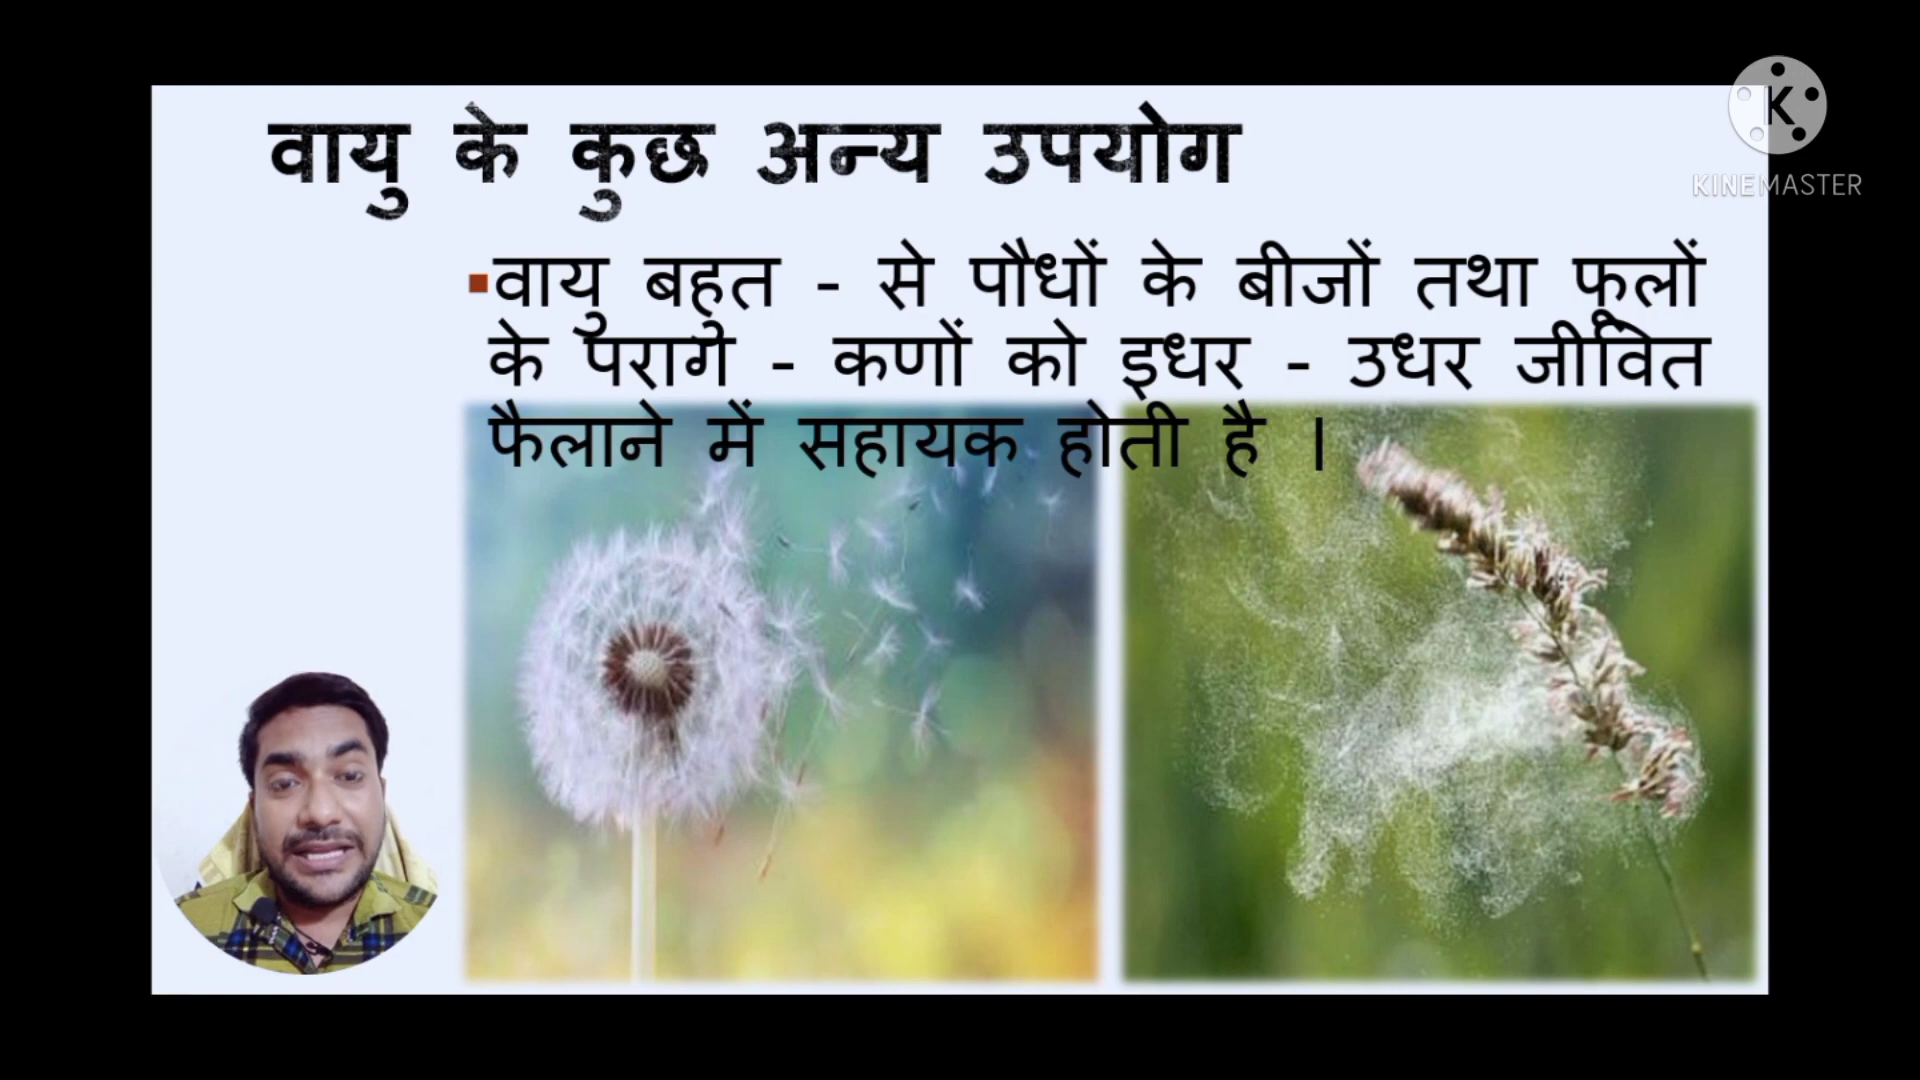 वायु के कुछ अन्य उपयोग
वायु बहुत - से पौधों के बीजों तथा फूलों
के परागे - कणों को इधर - उधर जीवित
फैलाने में सहायक होती है ।
K
KINEMASTER